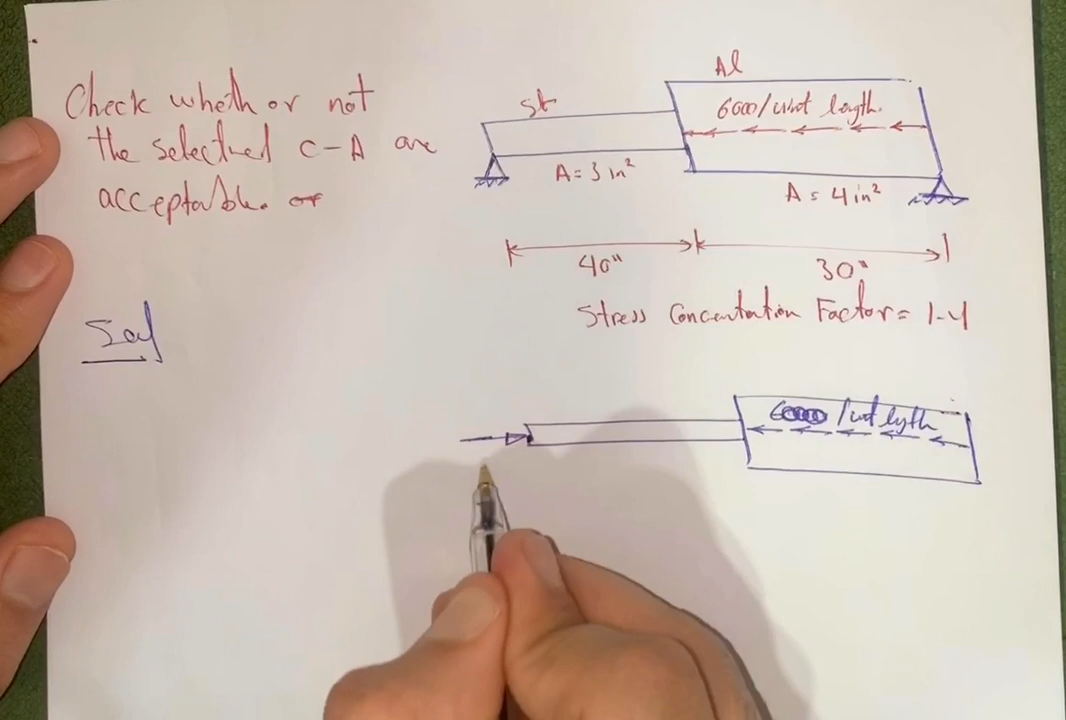 Check whether or not
the selectued C-A are
acceptable. or
St
Al
6000/unit length.
A = 3 in²
A = 4 in²
40"
30"
Stress Concentration Factor = 1.4
Sol
/unit length